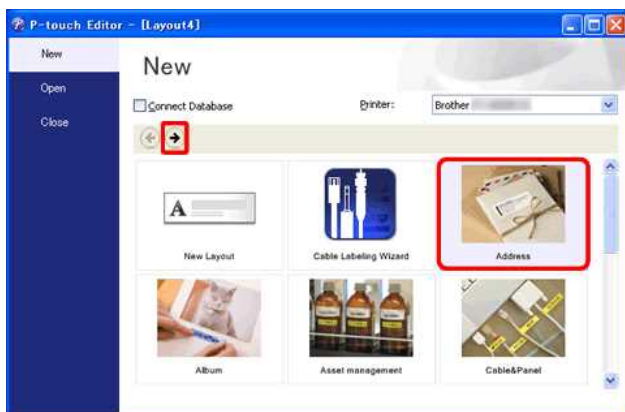 P-touch Editor - [Layout4]
New
Open
Close
New
Connect Database
Printer:
Brother
A
New Layout
Cable Labeling Wizard
Address
Album
Asset management
Cable&Panel